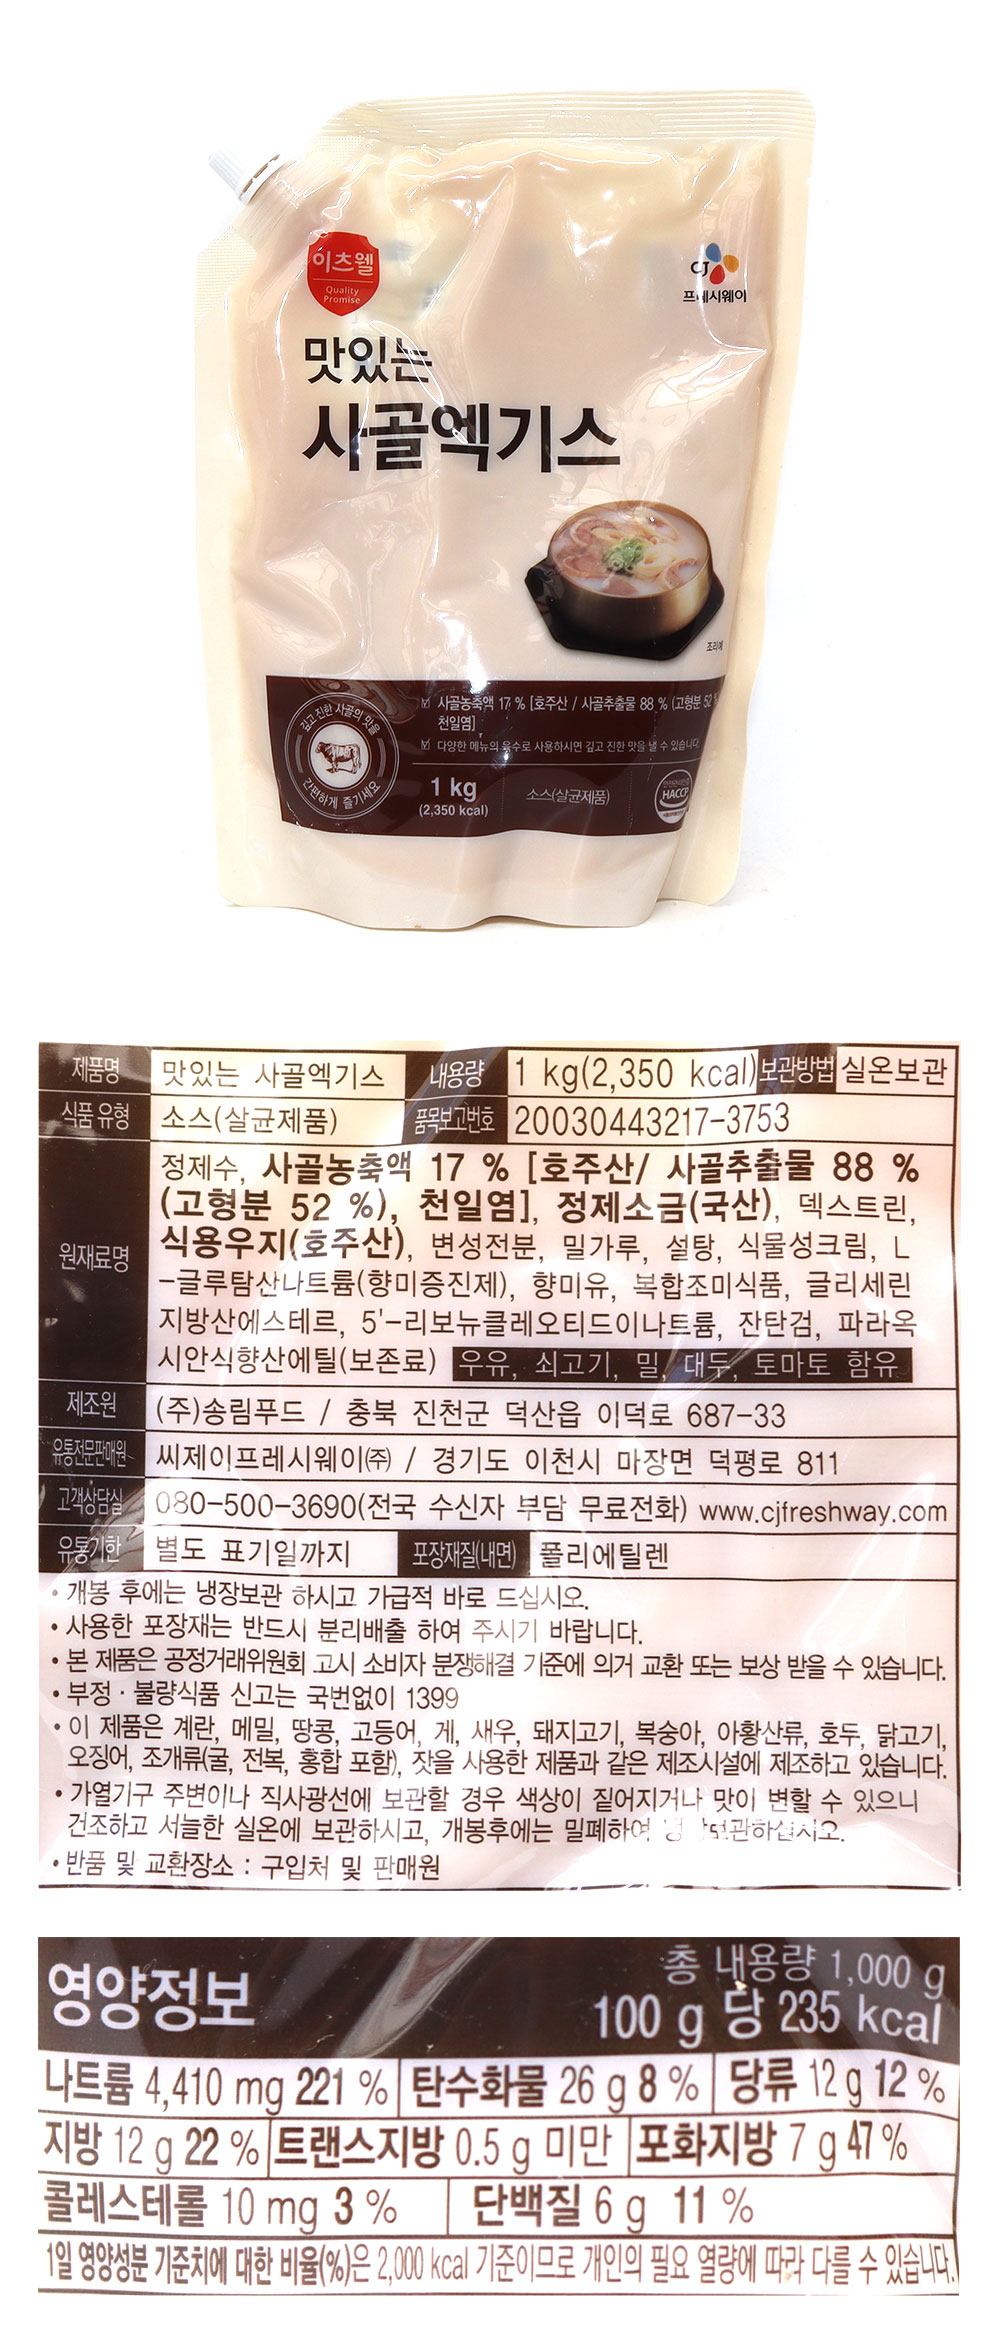 이츠웰
Quality
Promise
CJ
프레시웨이
맛있는
사골엑기스
조리예
사골농축액 17 % [호주산 / 사골추출물 88 % (고형분 52
천일염]
다양한 메뉴의 육수로 사용하시면 깊고 진한 맛을 낼 수 있습니다.
깊고 진한 사골의 맛을
간편하게 즐기세요
1 kg
(2,350 kcal)
소스(살균제품)
HACCP
제품명 맛있는 사골엑기스 내용량 1 kg(2,350 kcal) 보관방법 실온보관
식품유형 소스(살균제품) 품목보고번호 20030443217-3753
원재료명 정제수, 사골농축액 17 % [호주산/ 사골추출물 88 %
(고형분 52 %), 천일염], 정제소금(국산), 덱스트린,
식용우지(호주산), 변성전분, 밀가루, 설탕, 식물성크림, L
-글루탐산나트륨(향미증진제), 향미유, 복합조미식품, 글리세린
지방산에스테르, 5'-리보뉴클레오티드이나트륨, 잔탄검, 파라옥
시안식향산에틸(보존료) 우유, 쇠고기, 밀, 대두, 토마토 함유
제조원 (주)송림푸드 / 충북 진천군 덕산읍 이덕로 687-33
유통전문판매원 씨제이프레시웨이㈜ / 경기도 이천시 마장면 덕평로 811
고객상담실 080-500-3690(전국 수신자 부담 무료전화) www.cjfreshway.com
유통기한 별도 표기일까지 포장재질(내면) 폴리에틸렌
• 개봉 후에는 냉장보관 하시고 가급적 바로 드십시오.
• 사용한 포장재는 반드시 분리배출 하여 주시기 바랍니다.
• 본 제품은 공정거래위원회 고시 소비자 분쟁해결 기준에 의거 교환 또는 보상 받을 수 있습니다.
• 부정 · 불량식품 신고는 국번없이 1399
• 이 제품은 계란, 메밀, 땅콩, 고등어, 게, 새우, 돼지고기, 복숭아, 아황산류, 호두, 닭고기,
오징어, 조개류(굴, 전복, 홍합 포함), 잣을 사용한 제품과 같은 제조시설에 제조하고 있습니다.
• 가열기구 주변이나 직사광선에 보관할 경우 색상이 짙어지거나 맛이 변할 수 있으니
건조하고 서늘한 실온에 보관하시고, 개봉후에는 밀폐하여 냉장보관하십시오.
• 반품 및 교환장소 : 구입처 및 판매원
영양정보
총 내용량 1,000 g
100 g 당 235 kcal
나트륨 4,410 mg 221 % 탄수화물 26 g 8 % 당류 12 g 12 %
지방 12 g 22 % 트랜스지방 0.5 g 미만 포화지방 7 g 47 %
콜레스테롤 10 mg 3 % 단백질 6 g 11 %
1일 영양성분 기준치에 대한 비율(%)은 2,000 kcal 기준이므로 개인의 필요 열량에 따라 다를 수 있습니다.